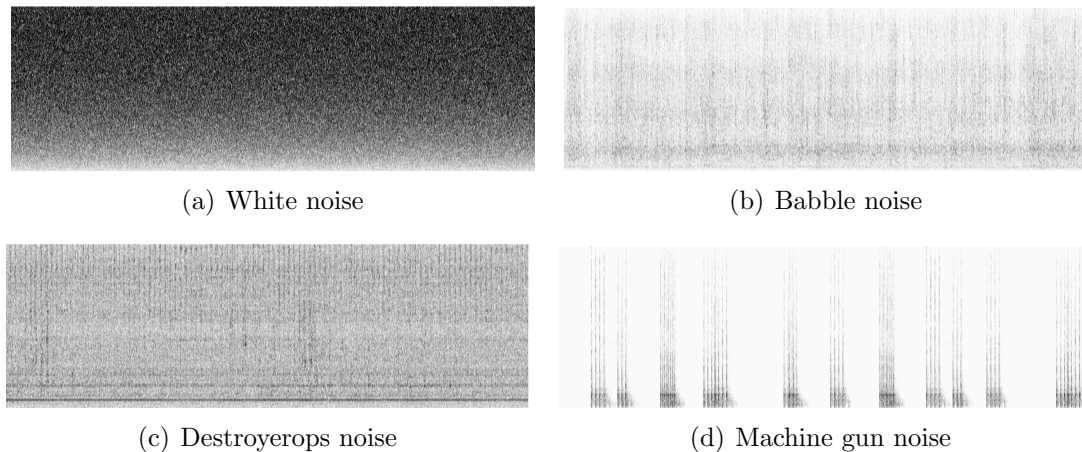 (a) White noise
(b) Babble noise
(c) Destroyerops noise
(d) Machine gun noise